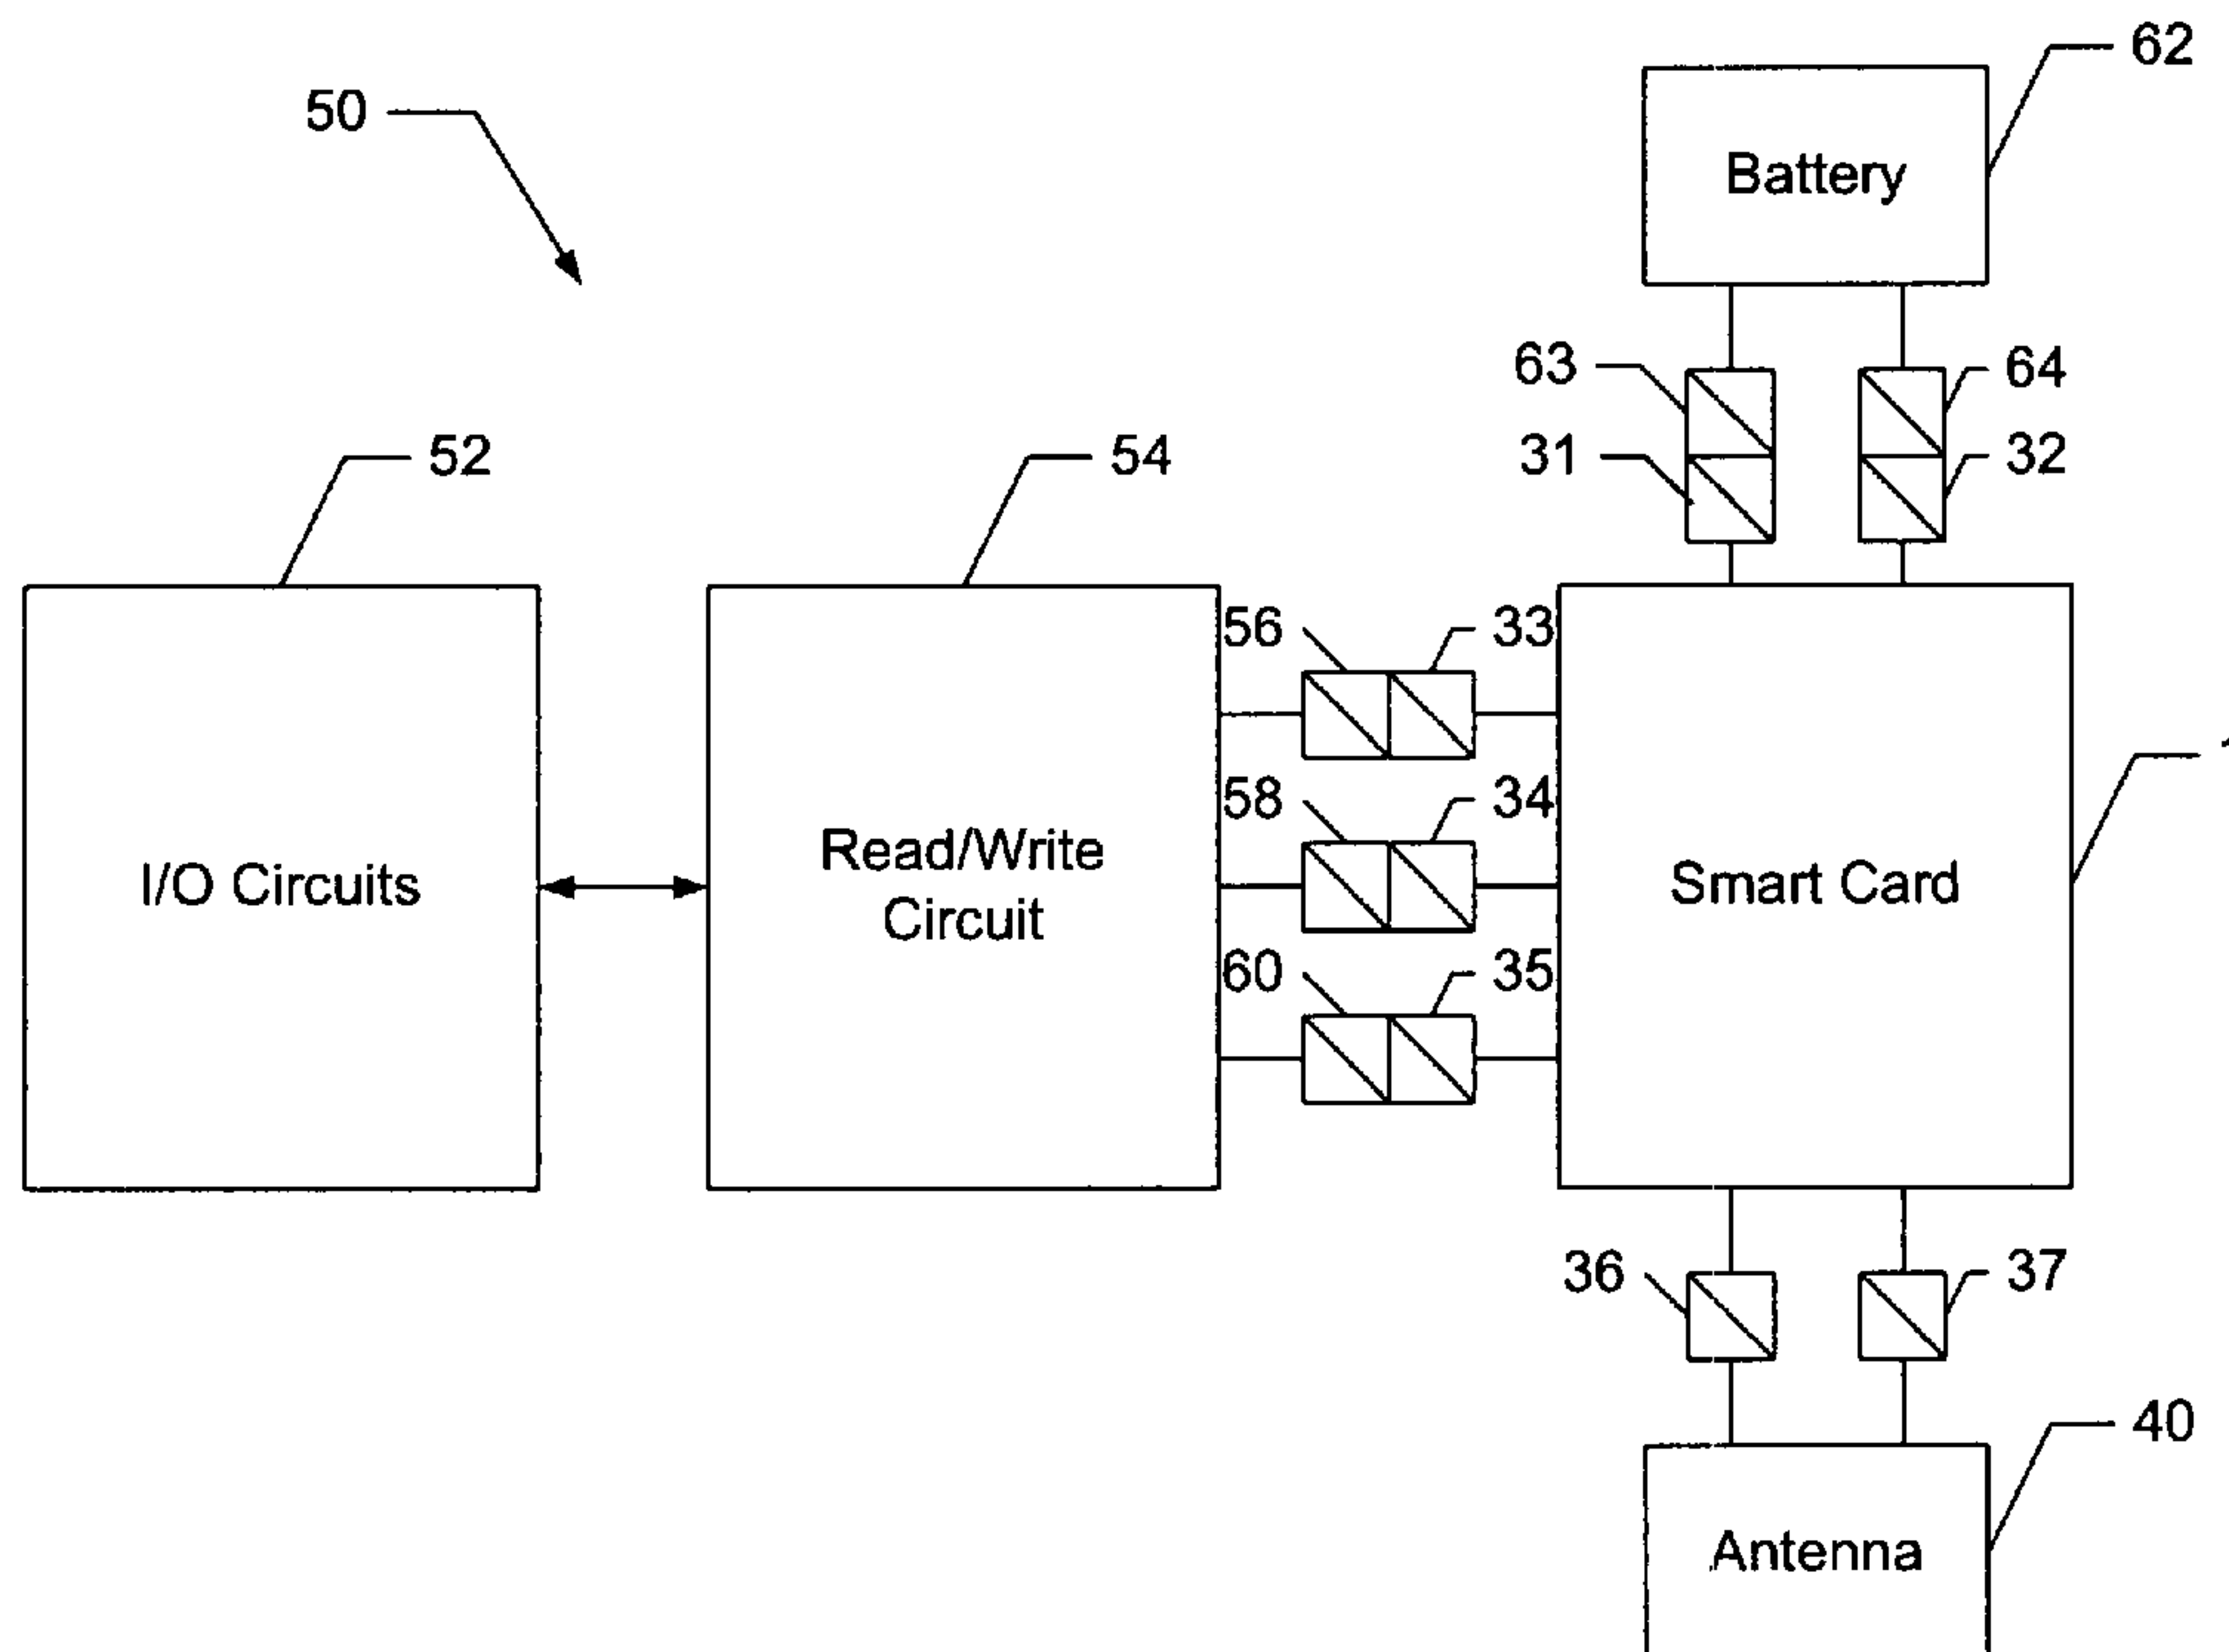 62
50
Battery
63
64
52
54
31
32
56
33
58
34
I/O Circuits
Read/Write
Circuit
Smart Card
60
35
36
37
40
Antenna